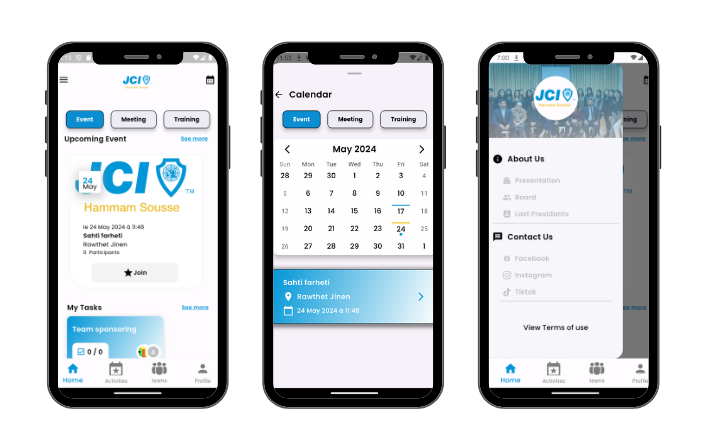 JCI
Hammam Sousse
Event
Meeting
Training
Upcoming Event
See more
24
May
JCI
TM
Hammam Sousse
le 24 May 2024 à 11:48
Sahti farheti
Rawthet Jinen
0 Participants
Join
My Tasks
See more
Team sponsoring
0 / 0
Home
Activities
teams
Profile
1:53
Calendar
Event
Meeting
Training
May 2024
Sun Mon Tue Wed Thu Fri Sat
28 29 30 1 2 3 4
5 6 7 8 9 10 11
12 13 14 15 16 17 18
19 20 21 22 23 24 25
26 27 28 29 30 31 1
Sahti farheti
Rawthet Jinen
24 May 2024 à 11:48
7:00
JCI
Hammam Sousse
ning
About Us
Presentation
Board
Last Presidents
Contact Us
Facebook
Instagram
Tiktok
View Terms of use
TM
more
more
Home
Activities
teams
Profile